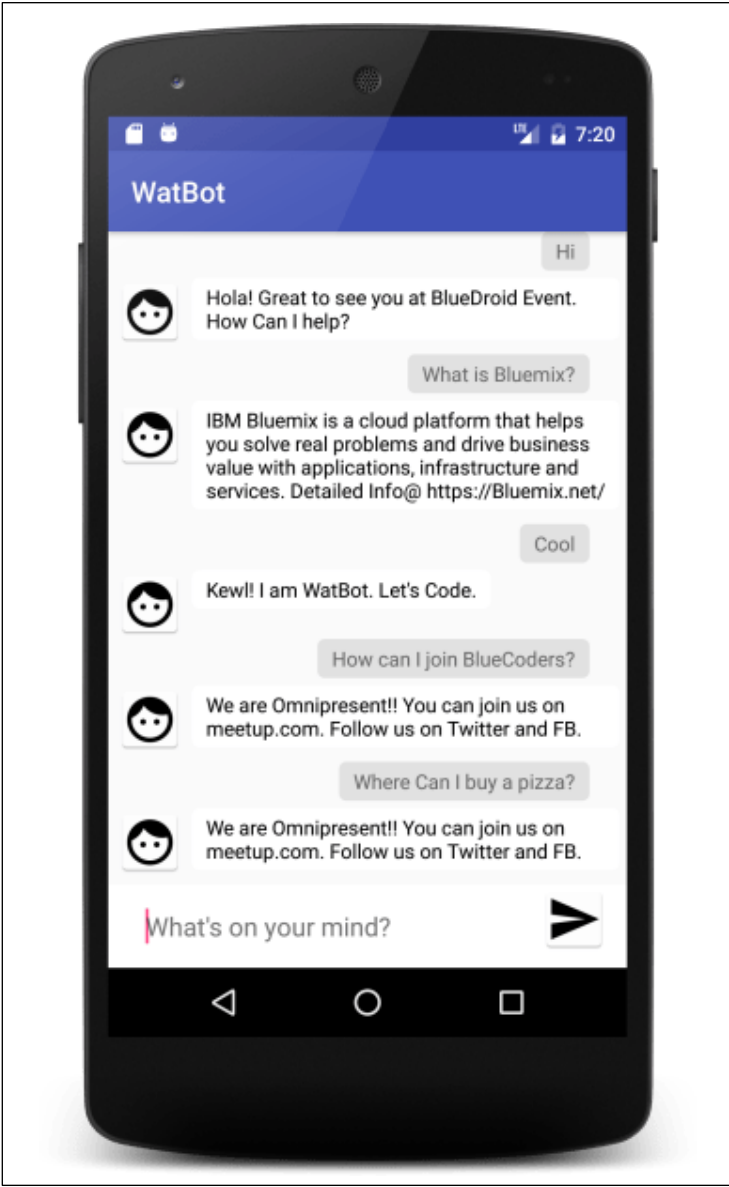 LTE 7:20
WatBot
Hi
Hola! Great to see you at BlueDroid Event.
How Can I help?
What is Bluemix?
IBM Bluemix is a cloud platform that helps
you solve real problems and drive business
value with applications, infrastructure and
services. Detailed Info@ https://Bluemix.net/
Cool
Kewl! I am WatBot. Let's Code.
How can I join BlueCoders?
We are Omnipresent!! You can join us on
meetup.com. Follow us on Twitter and FB.
Where Can I buy a pizza?
We are Omnipresent!! You can join us on
meetup.com. Follow us on Twitter and FB.
What's on your mind?